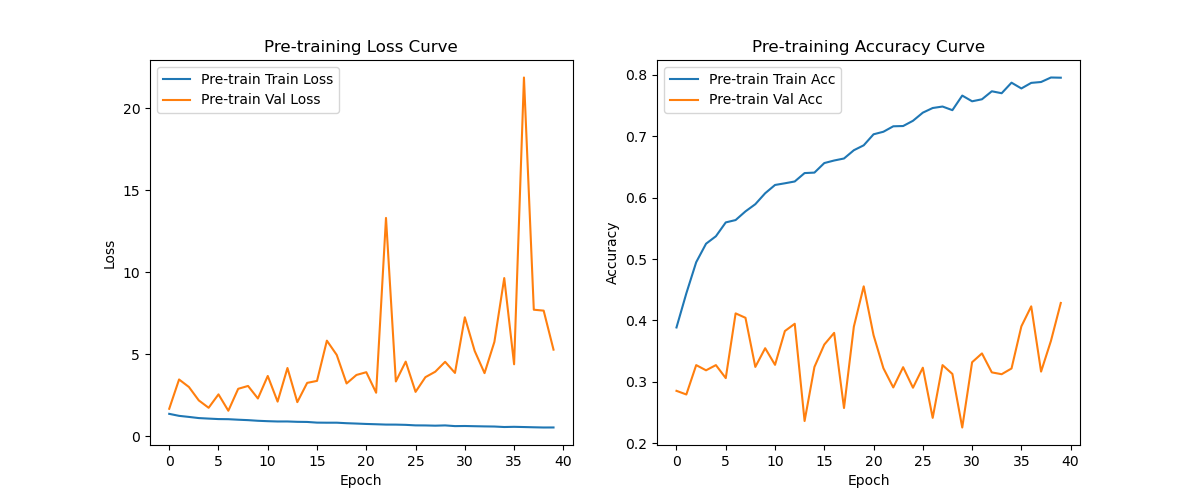 Pre-training Loss Curve
Pre-train Train Loss
Pre-train Val Loss
Loss
20
15
10
5
0
0 5 10 15 20 25 30 35 40
Epoch
Pre-training Accuracy Curve
Pre-train Train Acc
Pre-train Val Acc
Accuracy
0.8
0.7
0.6
0.5
0.4
0.3
0.2
0 5 10 15 20 25 30 35 40
Epoch